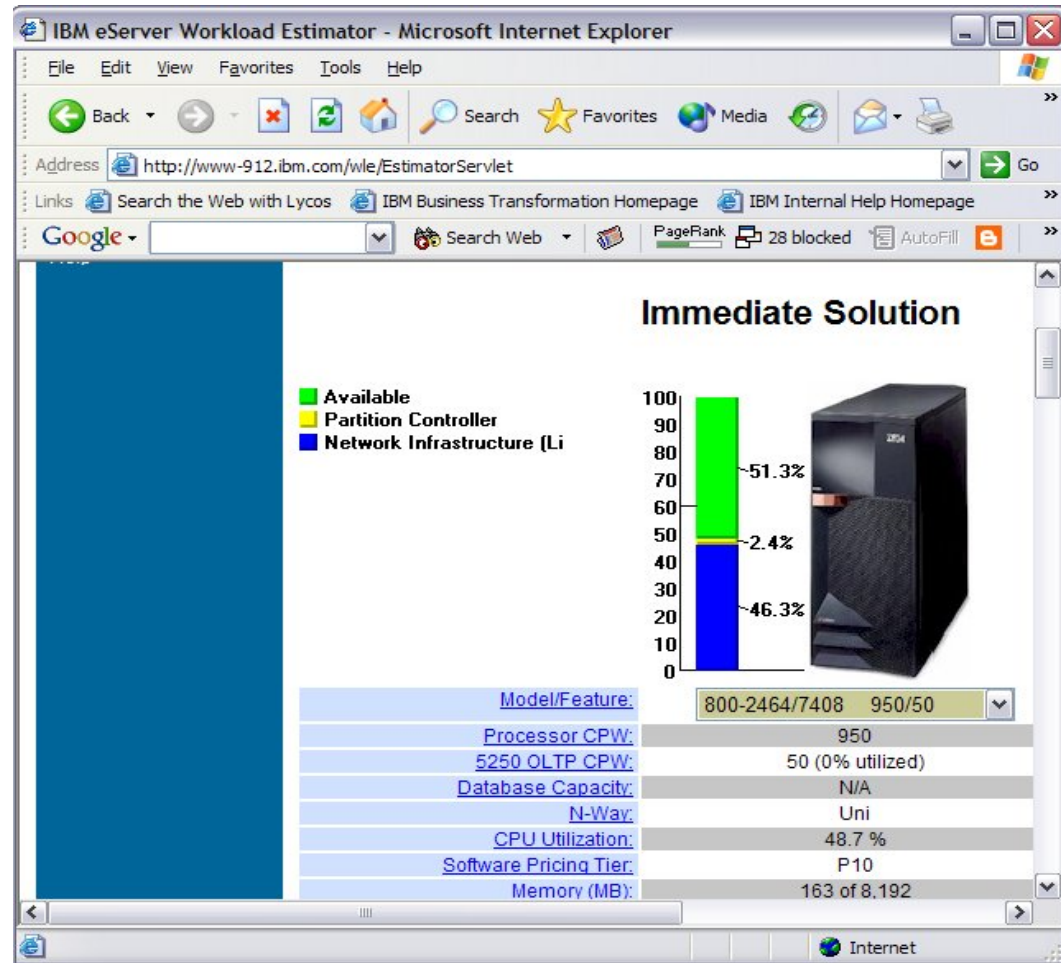 IBM eServer Workload Estimator - Microsoft Internet Explorer
File Edit View Favorites Tools Help
Back Search Favorites Media »
Address http://www-912.ibm.com/wle/EstimatorServlet Go
Links Search the Web with Lycos IBM Business Transformation Homepage IBM Internal Help Homepage »
Google Search Web PageRank 28 blocked AutoFill »
Immediate Solution
Available
Partition Controller
Network Infrastructure (Li
100
90
80
70
60
50
40
30
20
10
0
51.3%
2.4%
46.3%
Model/Feature: 800-2464/7408 950/50
Processor CPW: 950
5250 OLTP CPW: 50 (0% utilized)
Database Capacity: N/A
N-Way: Uni
CPU Utilization: 48.7 %
Software Pricing Tier: P10
Memory (MB): 163 of 8,192
Internet